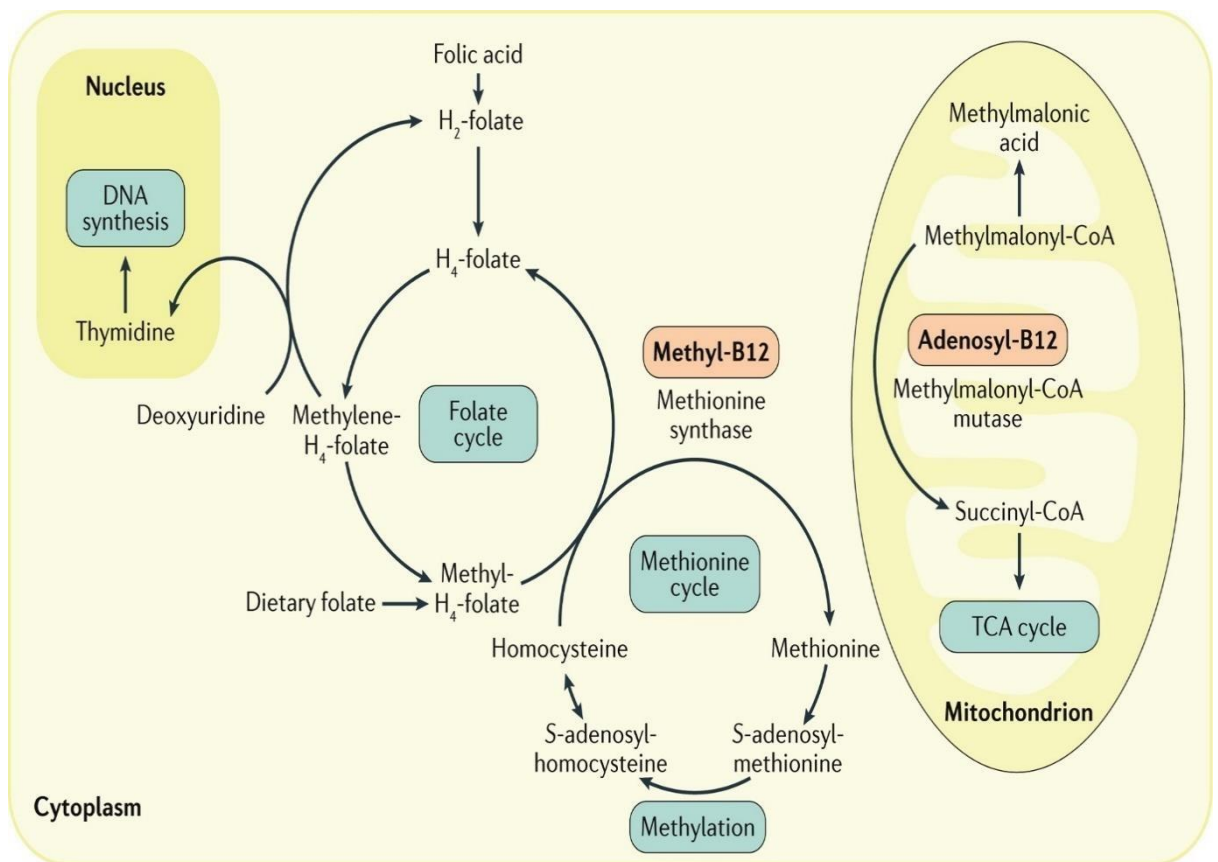 Nucleus
DNA
synthesis
Thymidine
Deoxyuridine
Folic acid
H₂-folate
H₄-folate
Methylene-
H₄-folate
Folate
cycle
Dietary folate
Methyl-
H₄-folate
Methyl-B12
Methionine
synthase
Methionine
cycle
Homocysteine
Methionine
S-adenosyl-
homocysteine
S-adenosyl-
methionine
Methylation
Methylmalonic
acid
Methylmalonyl-CoA
Adenosyl-B12
Methylmalonyl-CoA
mutase
Succinyl-CoA
TCA cycle
Mitochondrion
Cytoplasm